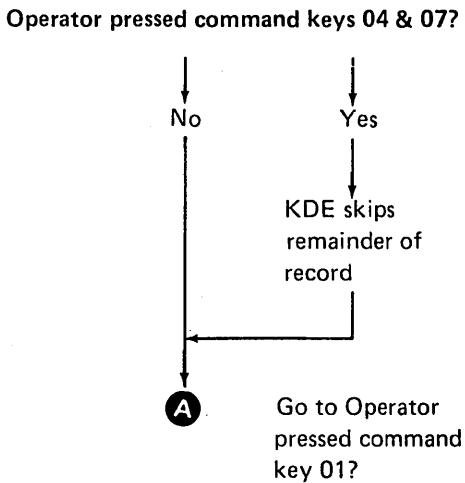 Operator pressed command keys 04 & 07?
No
Yes
KDE skips
remainder of
record
A
Go to Operator
pressed command
key 01?